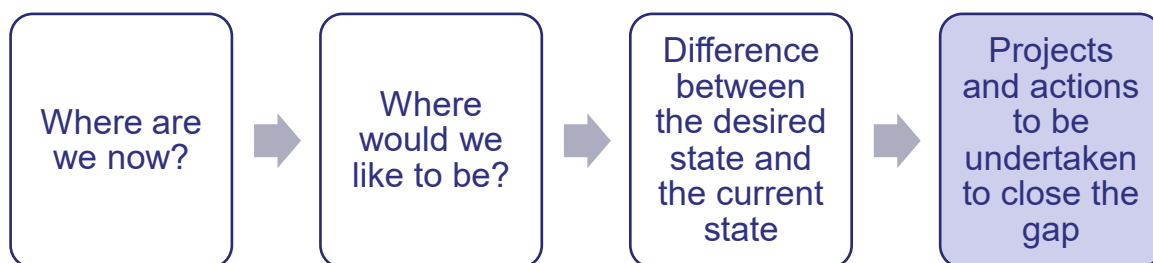 Where are
we now?
Where
would we
like to be?
Difference
between
the desired
state and
the current
state
Projects
and actions
to be
undertaken
to close the
gap